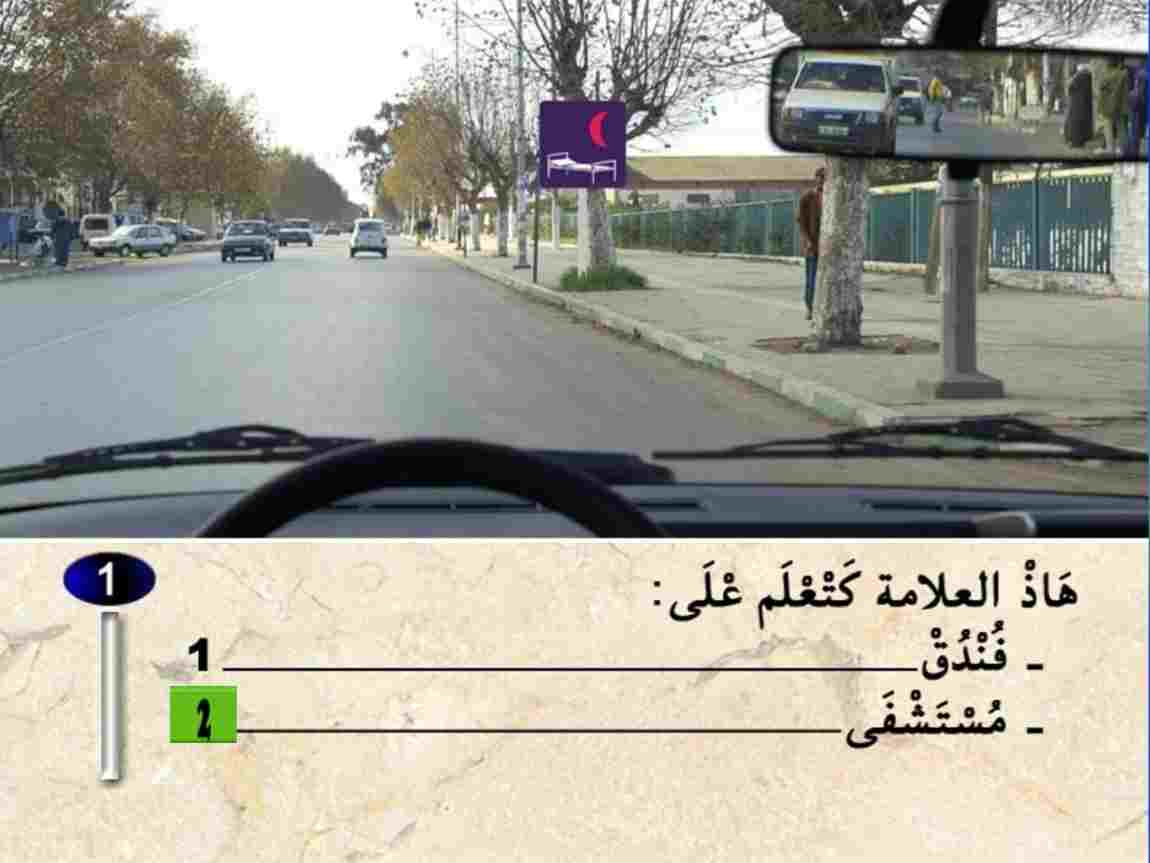 1
هَاذْ العلامة كَتْعْلَم عْلَى:
ـ فُنْدُقْ 1
ـ مُسْتَشْفَى 2